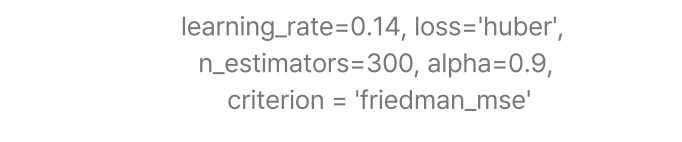 learning_rate=0.14, loss='huber',
n_estimators=300, alpha=0.9,
criterion = 'friedman_mse'